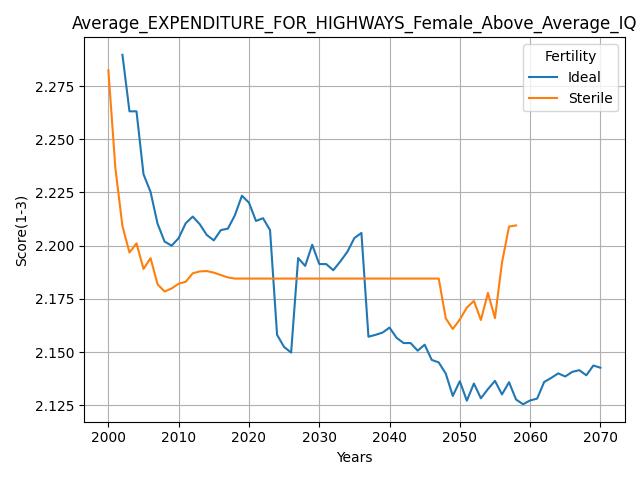 Average_EXPENDITURE_FOR_HIGHWAYS_Female_Above_Average_IQ
Fertility
Ideal
Sterile
2.275
2.250
2.225
2.200
2.175
2.150
2.125
Score(1-3)
2000 2010 2020 2030 2040 2050 2060 2070
Years